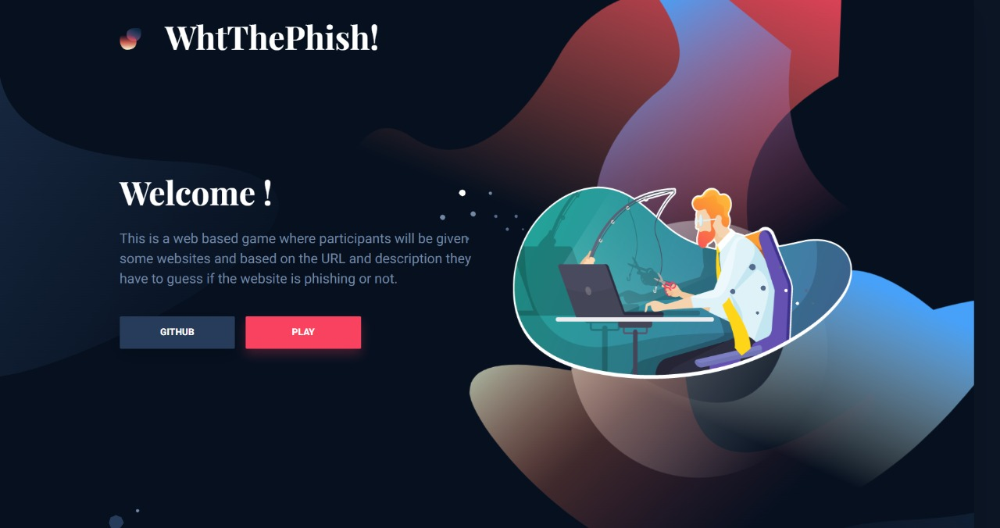 WhtThePhish!
Welcome !
This is a web based game where participants will be given
some websites and based on the URL and description they
have to guess if the website is phishing or not.
GITHUB
PLAY